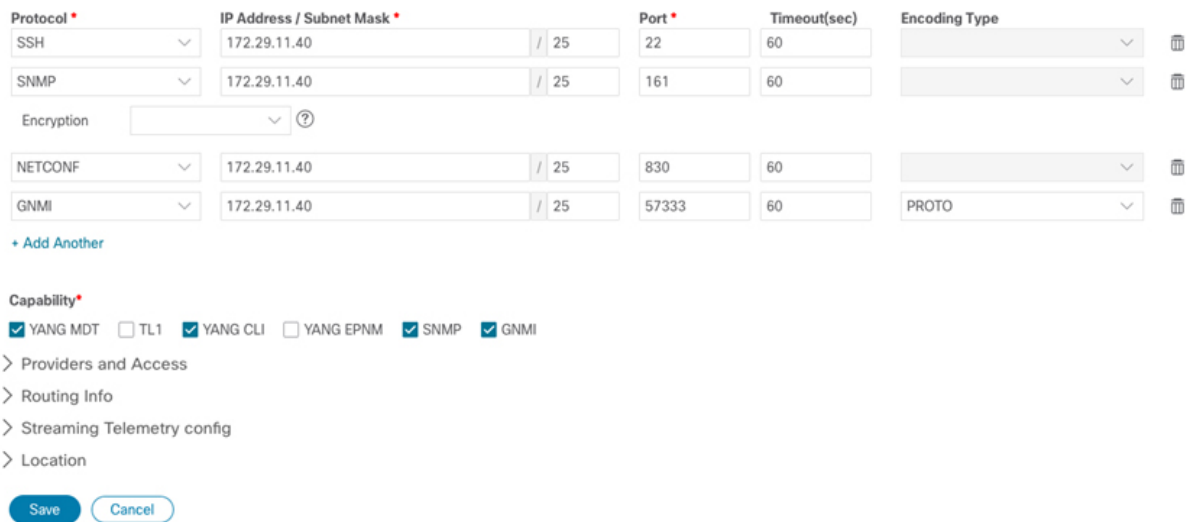 Protocol * IP Address / Subnet Mask * Port * Timeout(sec) Encoding Type
SSH 172.29.11.40 / 25 22 60
SNMP 172.29.11.40 / 25 161 60
Encryption ?
NETCONF 172.29.11.40 / 25 830 60
GNMI 172.29.11.40 / 25 57333 60 PROTO
+ Add Another
Capability*
YANG MDT TL1 YANG CLI YANG EPNM SNMP GNMI
Providers and Access
Routing Info
Streaming Telemetry config
Location
Save Cancel